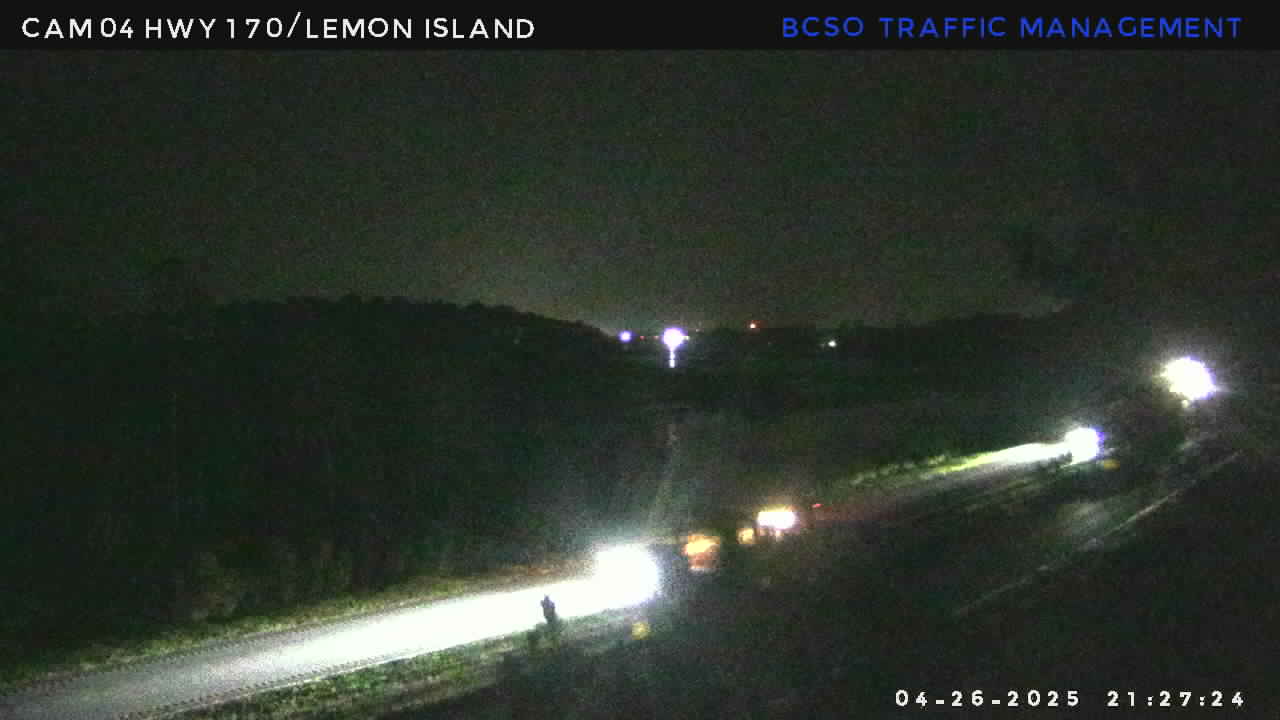 CAM04 HWY 170/LEMON ISLAND
BCSO TRAFFIC MANAGEMENT
04-26-2025 21:27:24